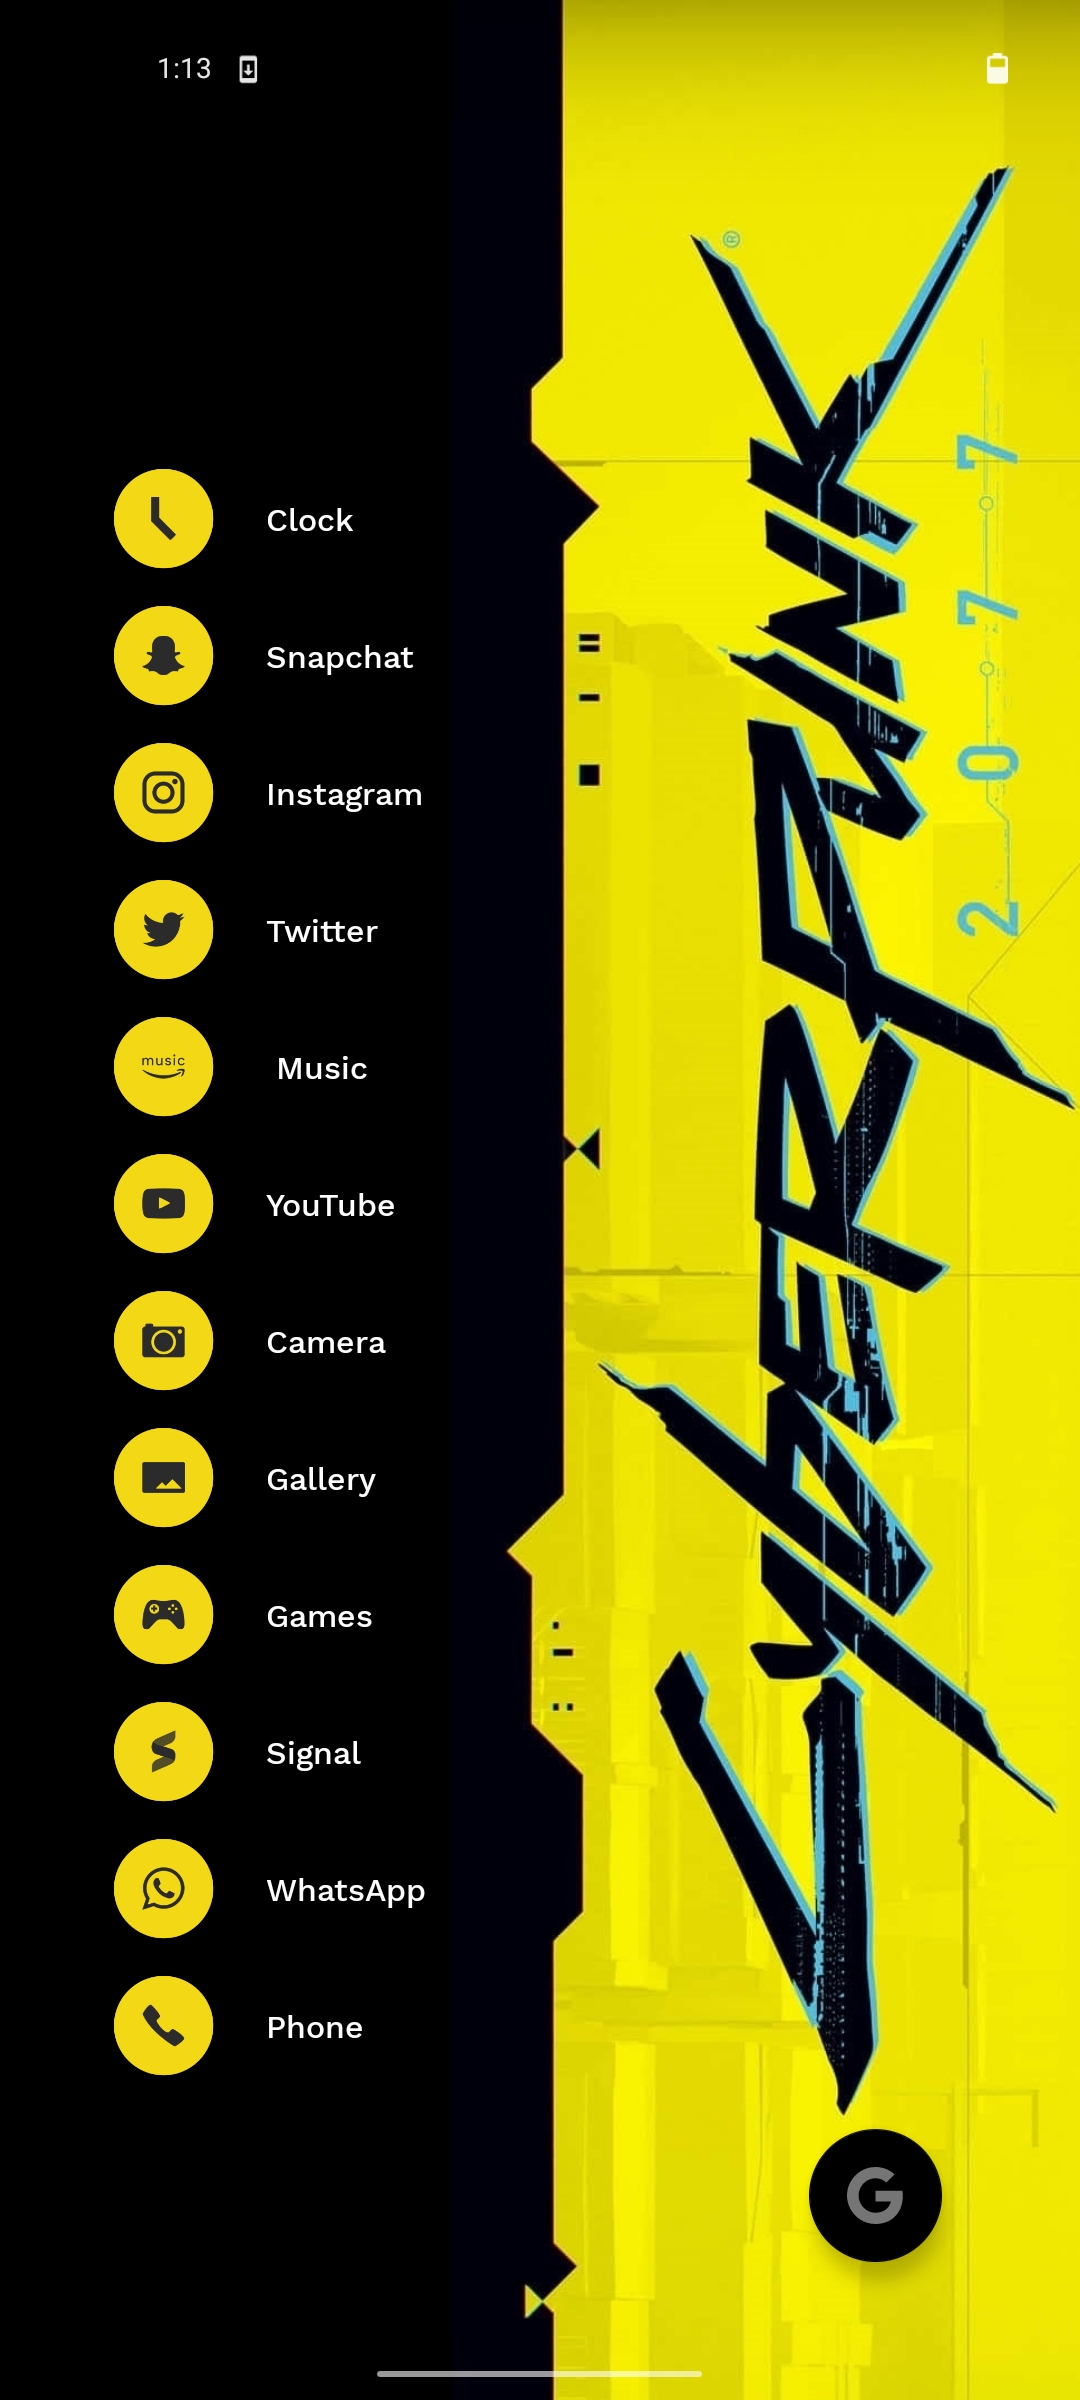 1:13
Clock
Snapchat
Instagram
Twitter
music
Music
YouTube
Camera
Gallery
Games
Signal
WhatsApp
Phone
CYBERPUNK
®
2077
G